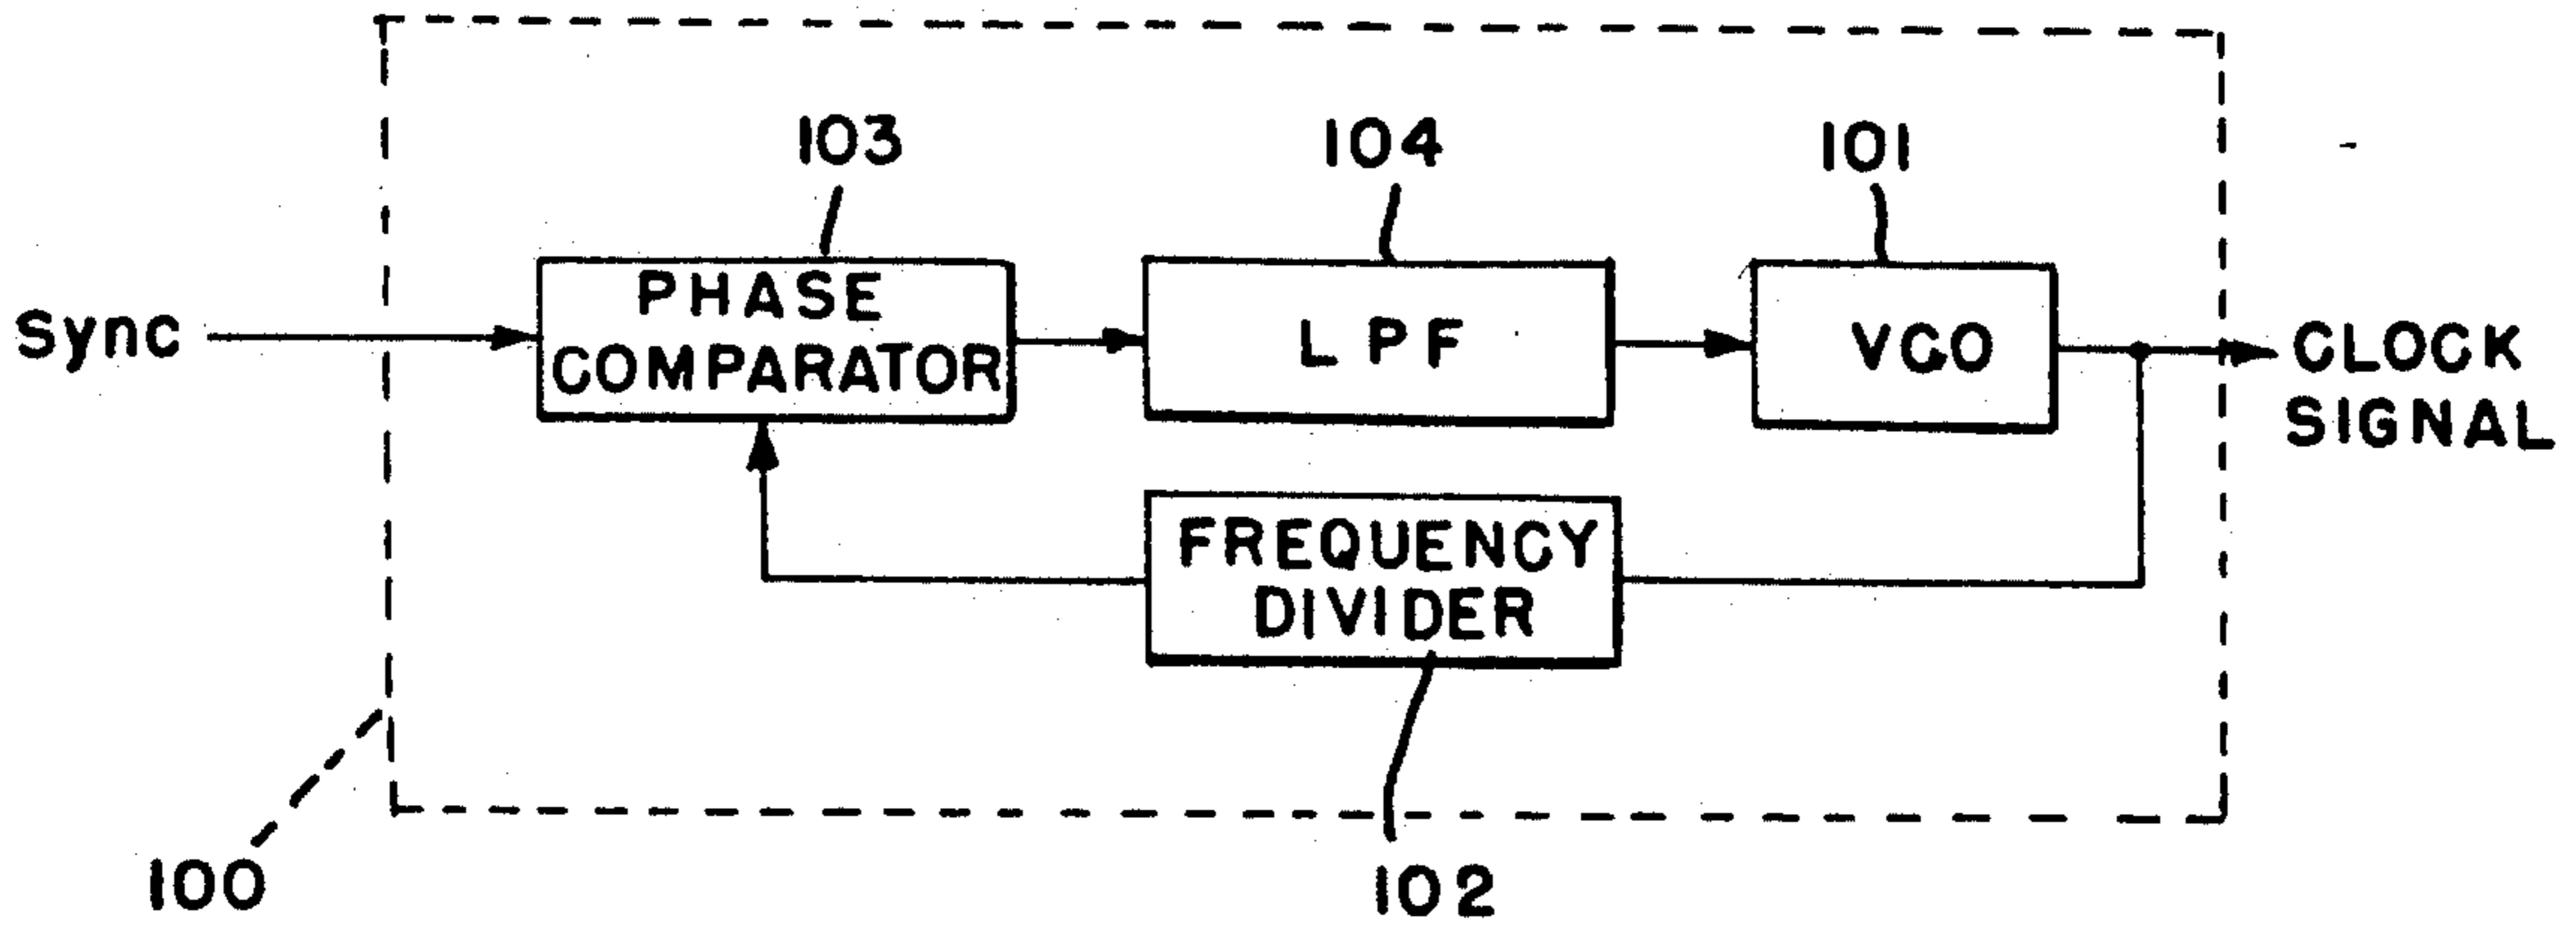 103
104
101
PHASE
COMPARATOR
LPF
VCO
Sync
CLOCK
SIGNAL
FREQUENCY
DIVIDER
100
102